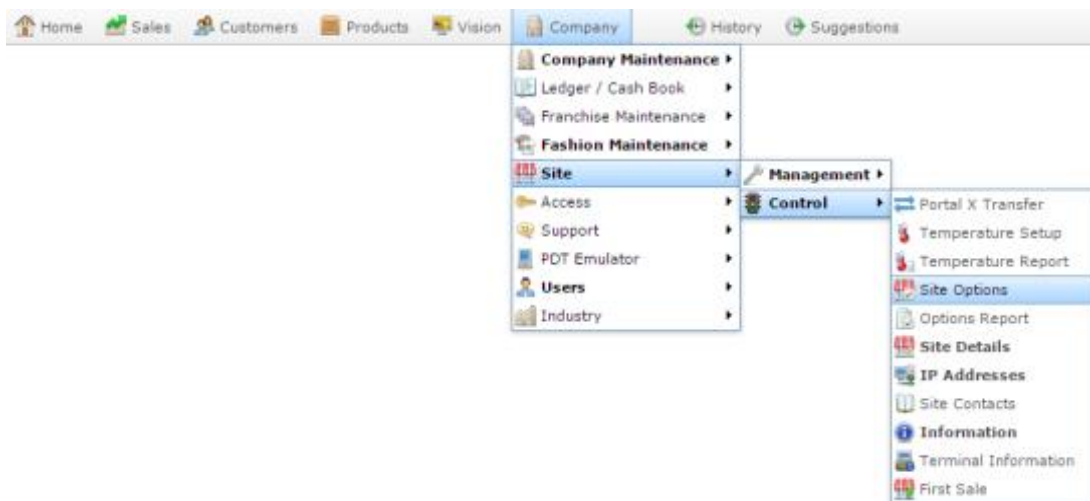 Home Sales Customers Products Vision Company History Suggestions
Company Maintenance
Ledger / Cash Book
Franchise Maintenance
Fashion Maintenance
Site
Management
Access
Control
Portal X Transfer
Support
Temperature Setup
PDT Emulator
Temperature Report
Users
Site Options
Industry
Options Report
Site Details
IP Addresses
Site Contacts
Information
Terminal Information
First Sale